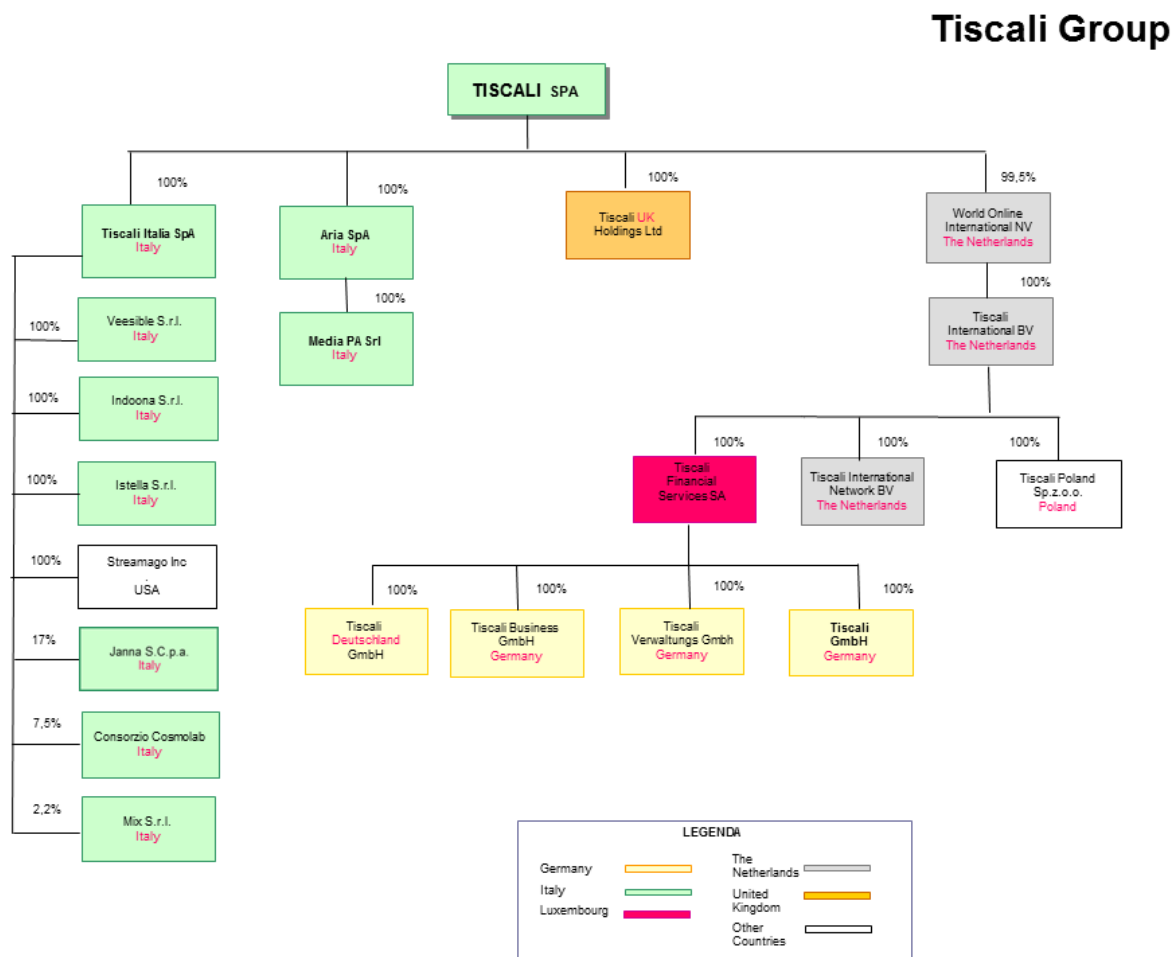 Tiscali Group
TISCALI SPA
100%
100%
100%
99,5%
Tiscali Italia SpA
Italy
Aria SpA
Italy
Tiscali UK
Holdings Ltd
World Online
International NV
The Netherlands
100%
Veesible S.r.l.
Italy
100%
Media PA Srl
Italy
100%
Tiscali
International BV
The Netherlands
100%
Indoona S.r.l.
Italy
100%
Istella S.r.l.
Italy
100%
Tiscali
Financial
Services SA
100%
Tiscali International
Network BV
The Netherlands
100%
Tiscali Poland
Sp.z.o.o.
Poland
100%
Streamago Inc
.
USA
100%
Tiscali
Deutschland
GmbH
100%
Tiscali Business
GmbH
Germany
100%
Tiscali
Verwaltungs Gmbh
Germany
100%
Tiscali
GmbH
Germany
17%
Janna S.C.p.a.
Italy
7,5%
Consorzio Cosmolab
Italy
2,2%
Mix S.r.l.
Italy
LEGENDA
Germany
Italy
Luxembourg
The
Netherlands
United
Kingdom
Other
Countries